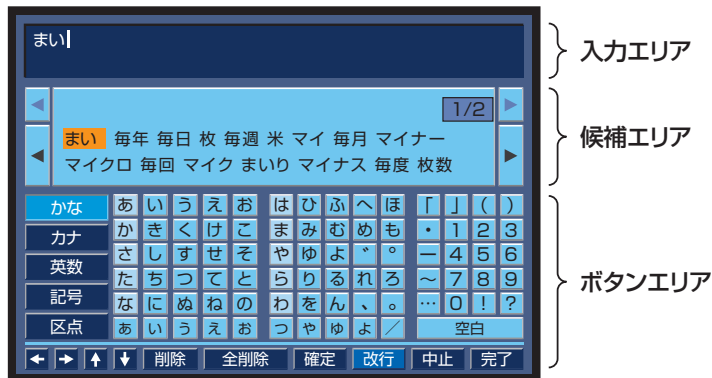 まい
入力エリア
◀ 1/2 ▶
まい 毎年 毎日 枚 毎週 米 マイ 毎月 マイナー
◀ マイクロ 毎回 マイク まいり マイナス 毎度 枚数 ▶
候補エリア
かな あ い う え お は ひ ふ へ ほ 「 」 ( )
カナ か き く け こ ま み む め も ・ 1 2 3
英数 さ し す せ そ や ゆ よ ゛ ゜ ー 4 5 6
記号 た ち つ て と ら り る れ ろ ～ 7 8 9
な に ぬ ね の わ を ん 、 。 … 0 ! ?
区点 ぁ ぃ ぅ ぇ ぉ っ ゃ ゅ ょ ／ 空白
ボタンエリア
← → ↑ ↓ 削除 全削除 確定 改行 中止 完了